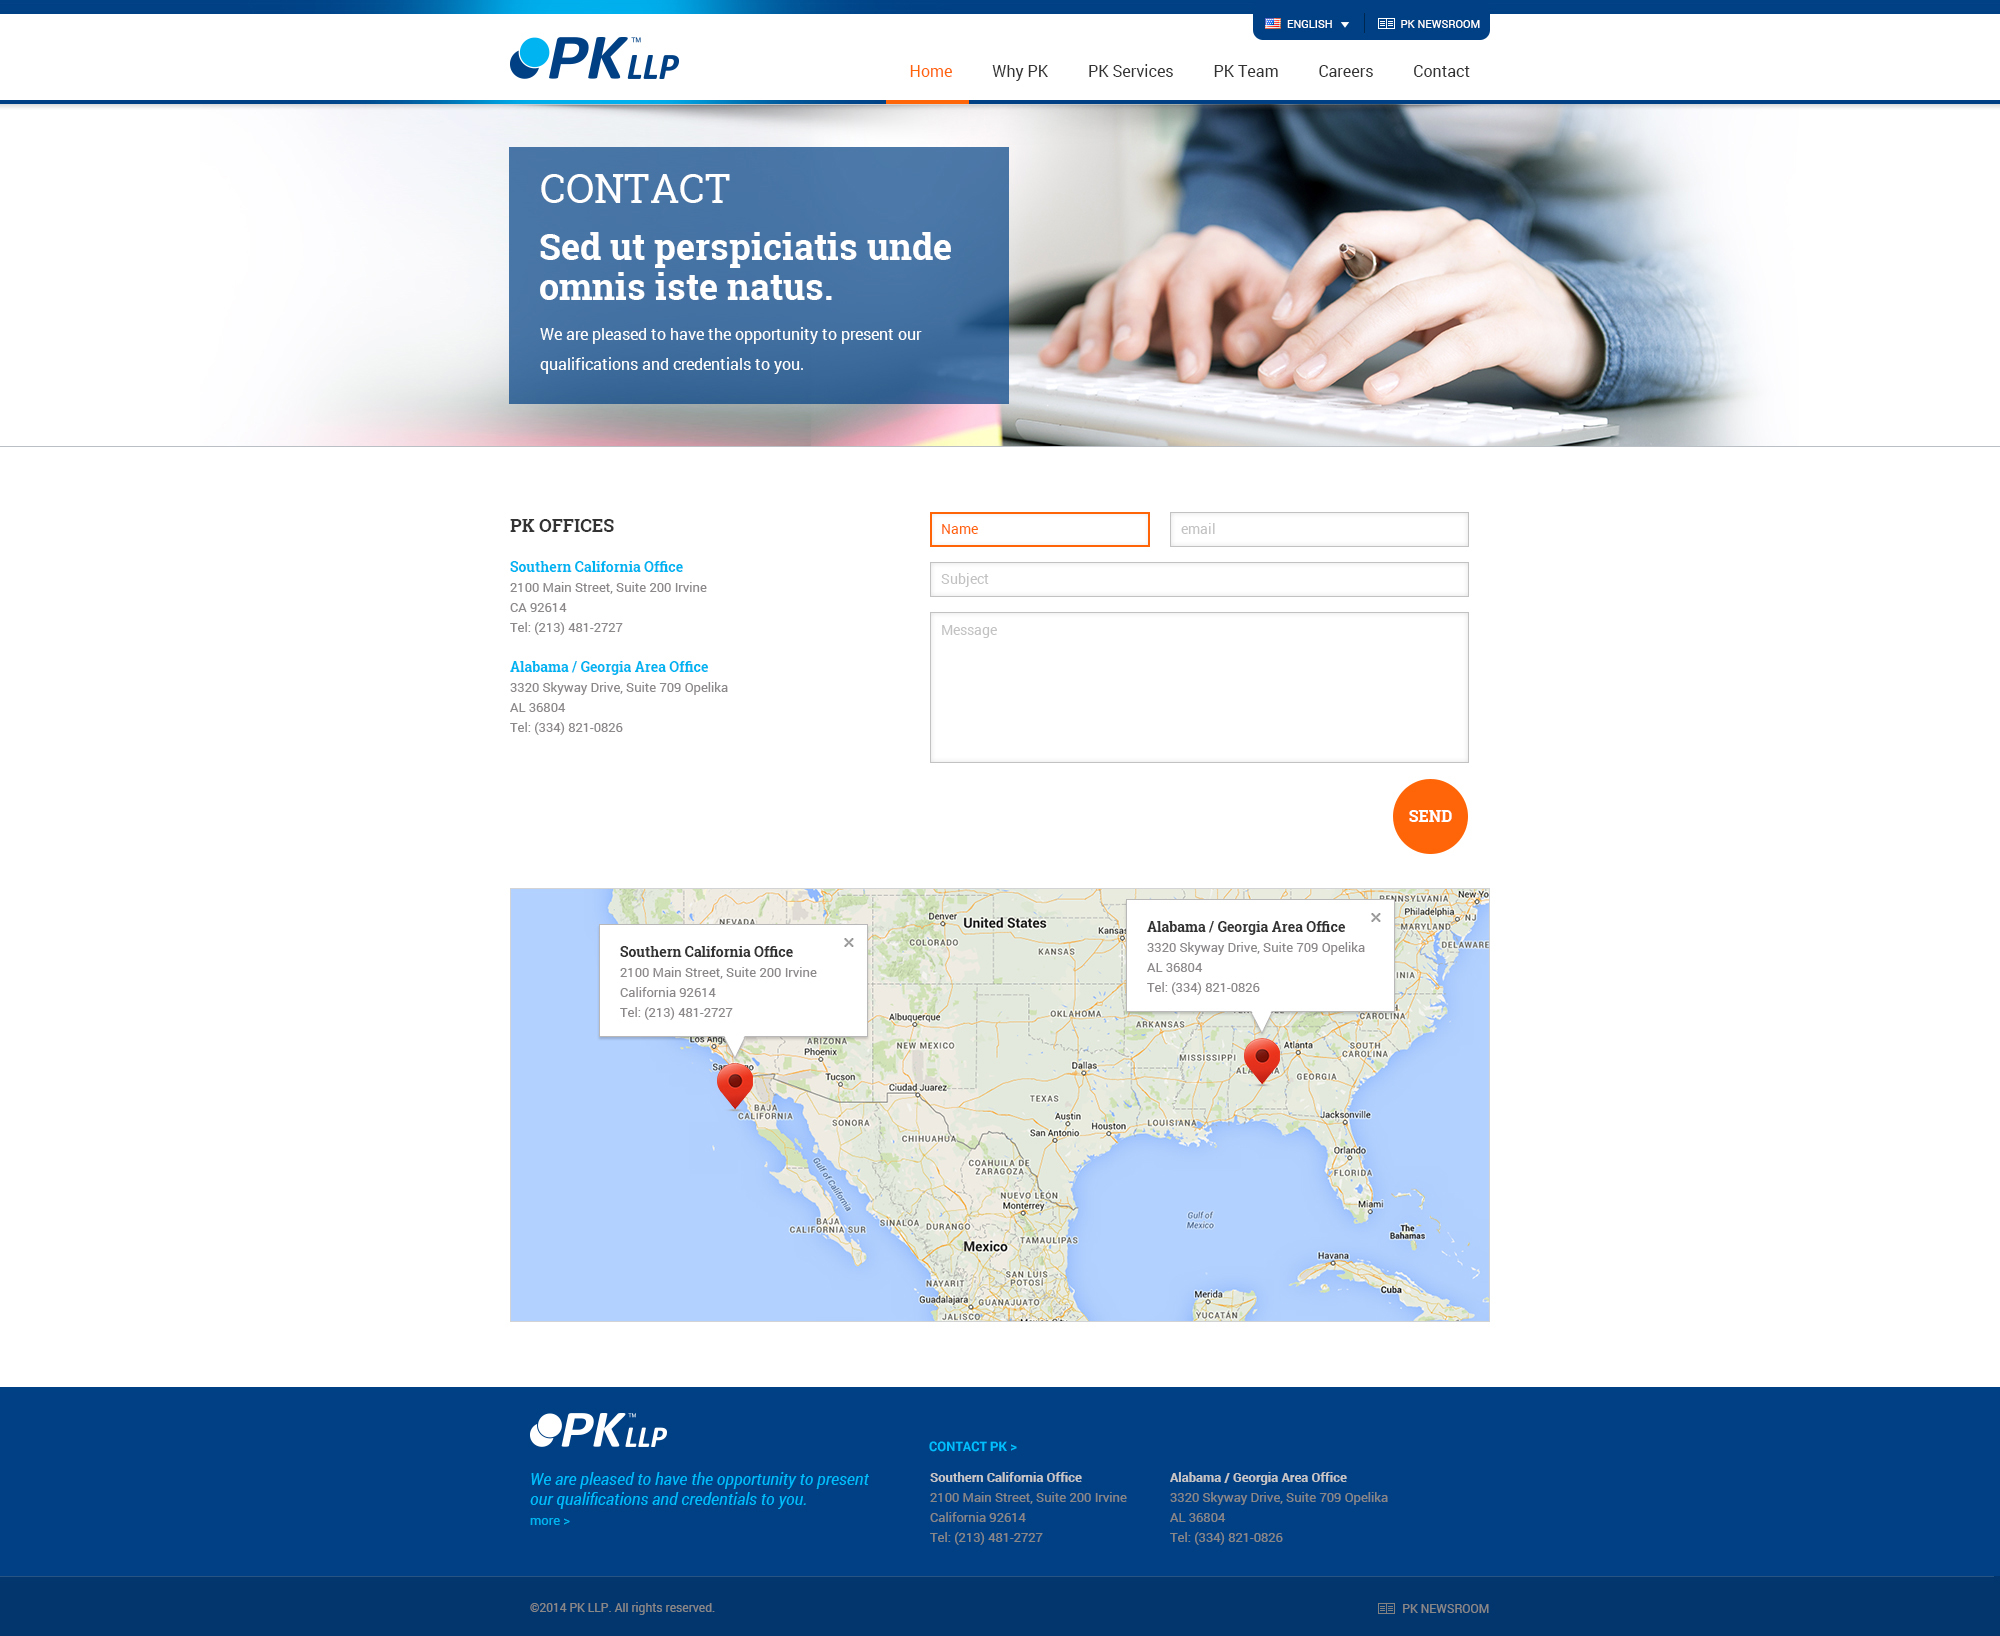 ENGLISH
PK NEWSROOM
PK LLP™
Home
Why PK
PK Services
PK Team
Careers
Contact
CONTACT
Sed ut perspiciatis unde
omnis iste natus.
We are pleased to have the opportunity to present our
qualifications and credentials to you.
PK OFFICES
Southern California Office
2100 Main Street, Suite 200 Irvine
CA 92614
Tel: (213) 481-2727
Alabama / Georgia Area Office
3320 Skyway Drive, Suite 709 Opelika
AL 36804
Tel: (334) 821-0826
Name
email
Subject
Message
SEND
Southern California Office
2100 Main Street, Suite 200 Irvine
California 92614
Tel: (213) 481-2727
Alabama / Georgia Area Office
3320 Skyway Drive, Suite 709 Opelika
AL 36804
Tel: (334) 821-0826
NEVADA
Denver
United States
COLORADO
KANSAS
PENNSYLVANIA
Philadelphia
NJ
MARYLAND
DELAWARE
Albuquerque
OKLAHOMA
ARKANSAS
CAROLINA
ARIZONA
Phoenix
NEW MEXICO
MISSISSIPPI
Atlanta
SOUTH
CAROLINA
Tucson
Dallas
GEORGIA
Ciudad Juarez
TEXAS
BAJA
CALIFORNIA
SONORA
Austin
San Antonio
Houston
LOUISIANA
Jacksonville
CHIHUAHUA
COAHUILA DE
ZARAGOZA
Orlando
FLORIDA
Gulf of California
NUEVO LEÓN
Monterrey
Miami
BAJA
CALIFORNIA SUR
SINALOA
DURANGO
Gulf of
Mexico
The
Bahamas
Mexico
TAMAULIPAS
Havana
SAN LUIS
POTOSÍ
NAYARIT
Cuba
Guadalajara
GUANAJUATO
Merida
JALISCO
YUCATÁN
PK LLP™
We are pleased to have the opportunity to present
our qualifications and credentials to you.
more >
CONTACT PK >
Southern California Office
2100 Main Street, Suite 200 Irvine
California 92614
Tel: (213) 481-2727
Alabama / Georgia Area Office
3320 Skyway Drive, Suite 709 Opelika
AL 36804
Tel: (334) 821-0826
©2014 PK LLP. All rights reserved.
PK NEWSROOM